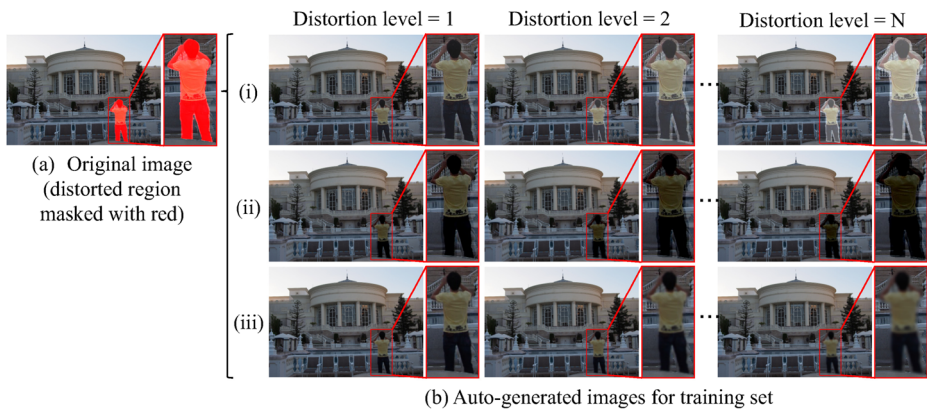 Distortion level = 1
Distortion level = 2
Distortion level = N
(i)
...
(a) Original image
(distorted region
masked with red)
(ii)
...
(iii)
...
(b) Auto-generated images for training set